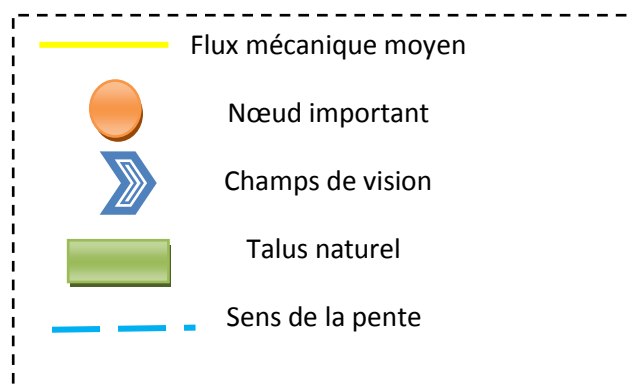 Flux mécanique moyen
Nœud important
Champs de vision
Talus naturel
Sens de la pente